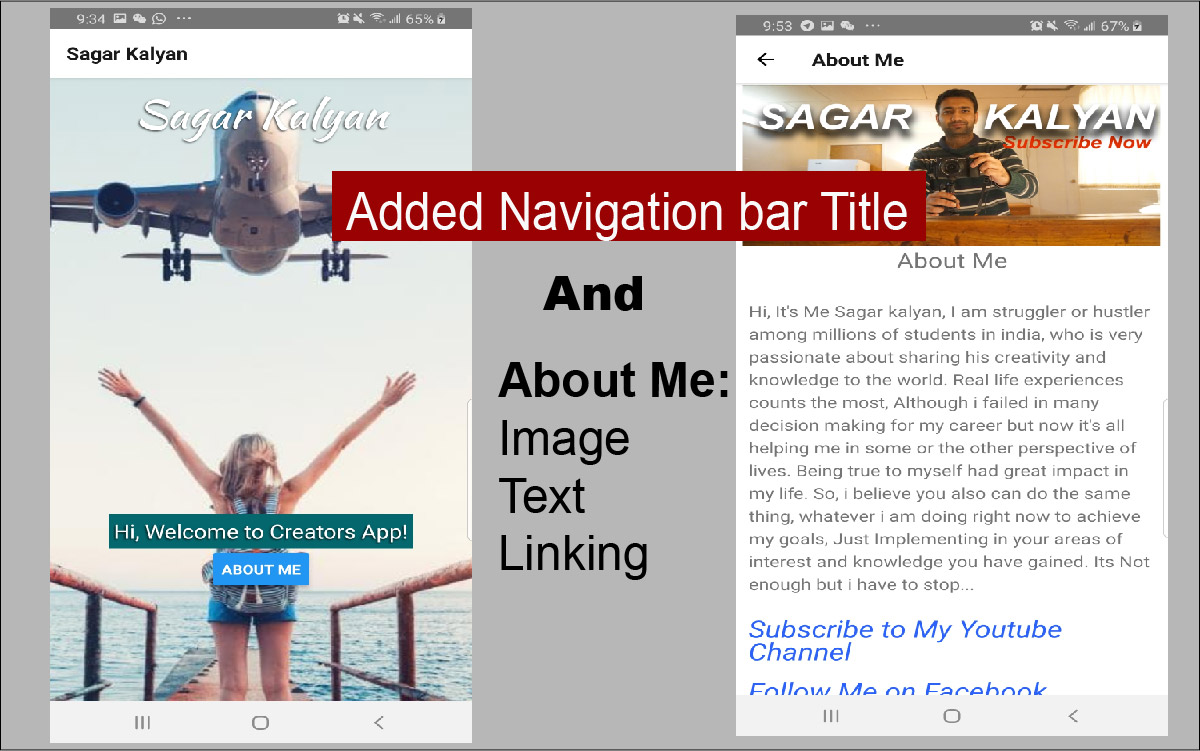 9:34
65%
Sagar Kalyan
Sagar Kalyan
Hi, Welcome to Creators App!
ABOUT ME
Added Navigation bar Title
And
About Me:
Image
Text
Linking
9:53
67%
About Me
SAGAR KALYAN
Subscribe Now
About Me
Hi, It's Me Sagar kalyan, I am struggler or hustler
among millions of students in india, who is very
passionate about sharing his creativity and
knowledge to the world. Real life experiences
counts the most, Although i failed in many
decision making for my career but now it's all
helping me in some or the other perspective of
lives. Being true to myself had great impact in
my life. So, i believe you also can do the same
thing, whatever i am doing right now to achieve
my goals, Just Implementing in your areas of
interest and knowledge you have gained. Its Not
enough but i have to stop...
Subscribe to My Youtube
Channel
Follow Me on Facebook